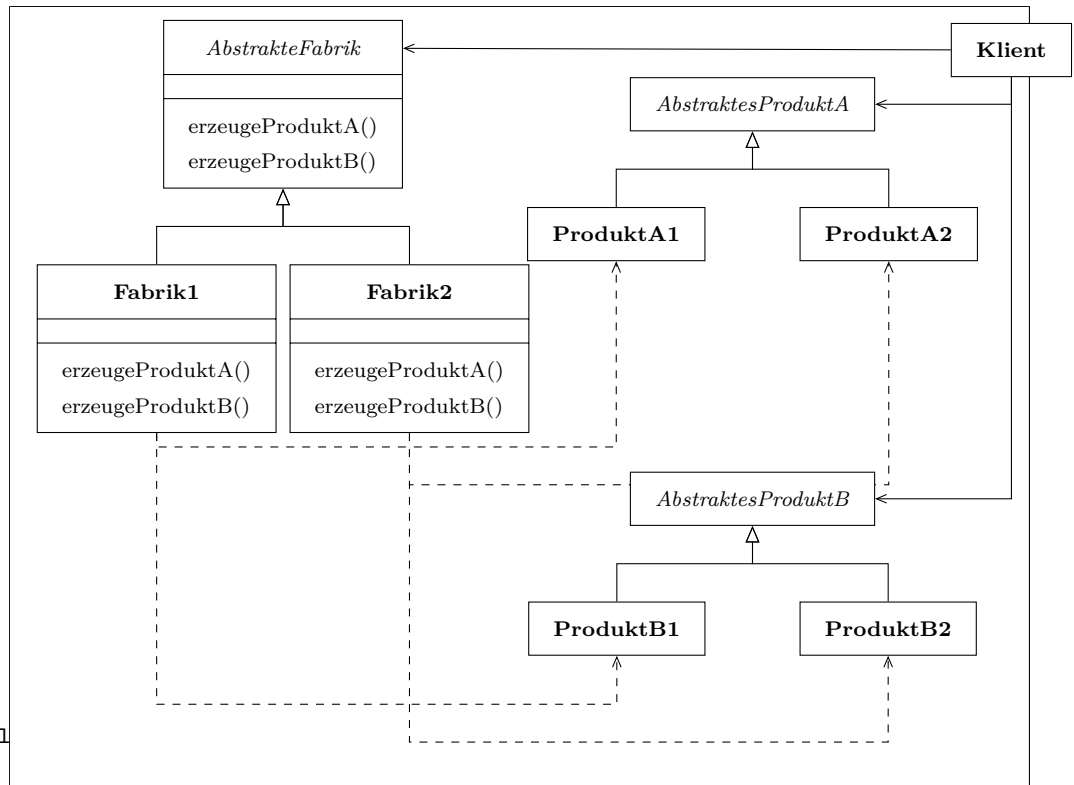 AbstrakteFabrik
erzeugeProduktA()
erzeugeProduktB()
Klient
AbstraktesProduktA
ProduktA1
ProduktA2
Fabrik1
erzeugeProduktA()
erzeugeProduktB()
Fabrik2
erzeugeProduktA()
erzeugeProduktB()
AbstraktesProduktB
ProduktB1
ProduktB2